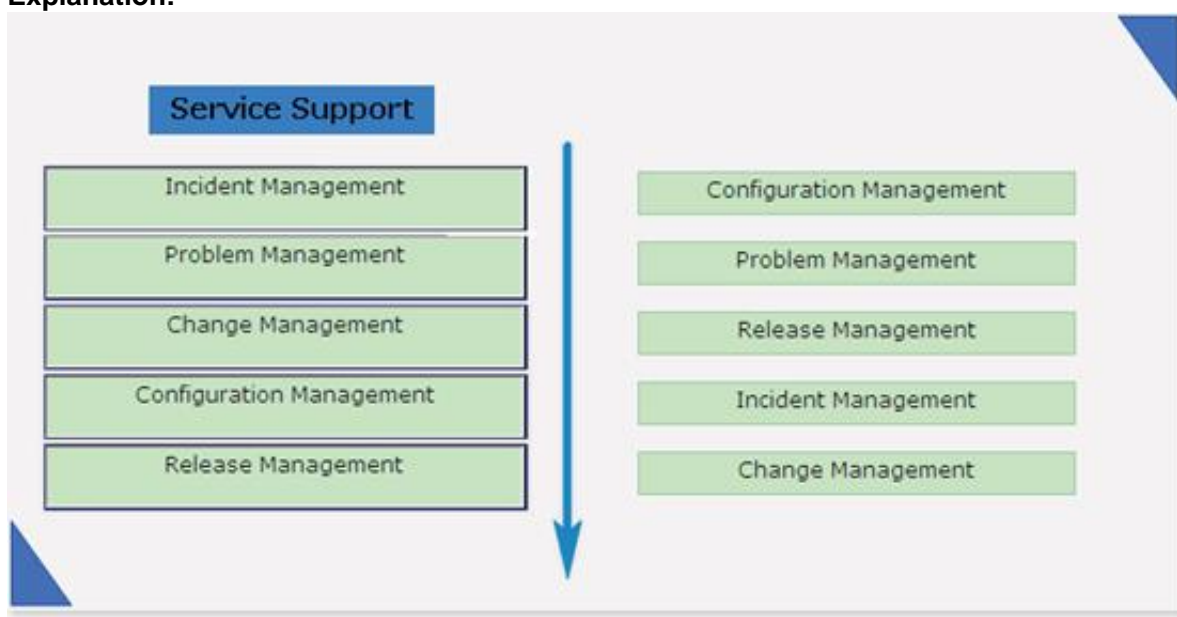 Explanation:
Service Support
Incident Management
Problem Management
Change Management
Configuration Management
Release Management
Configuration Management
Problem Management
Release Management
Incident Management
Change Management